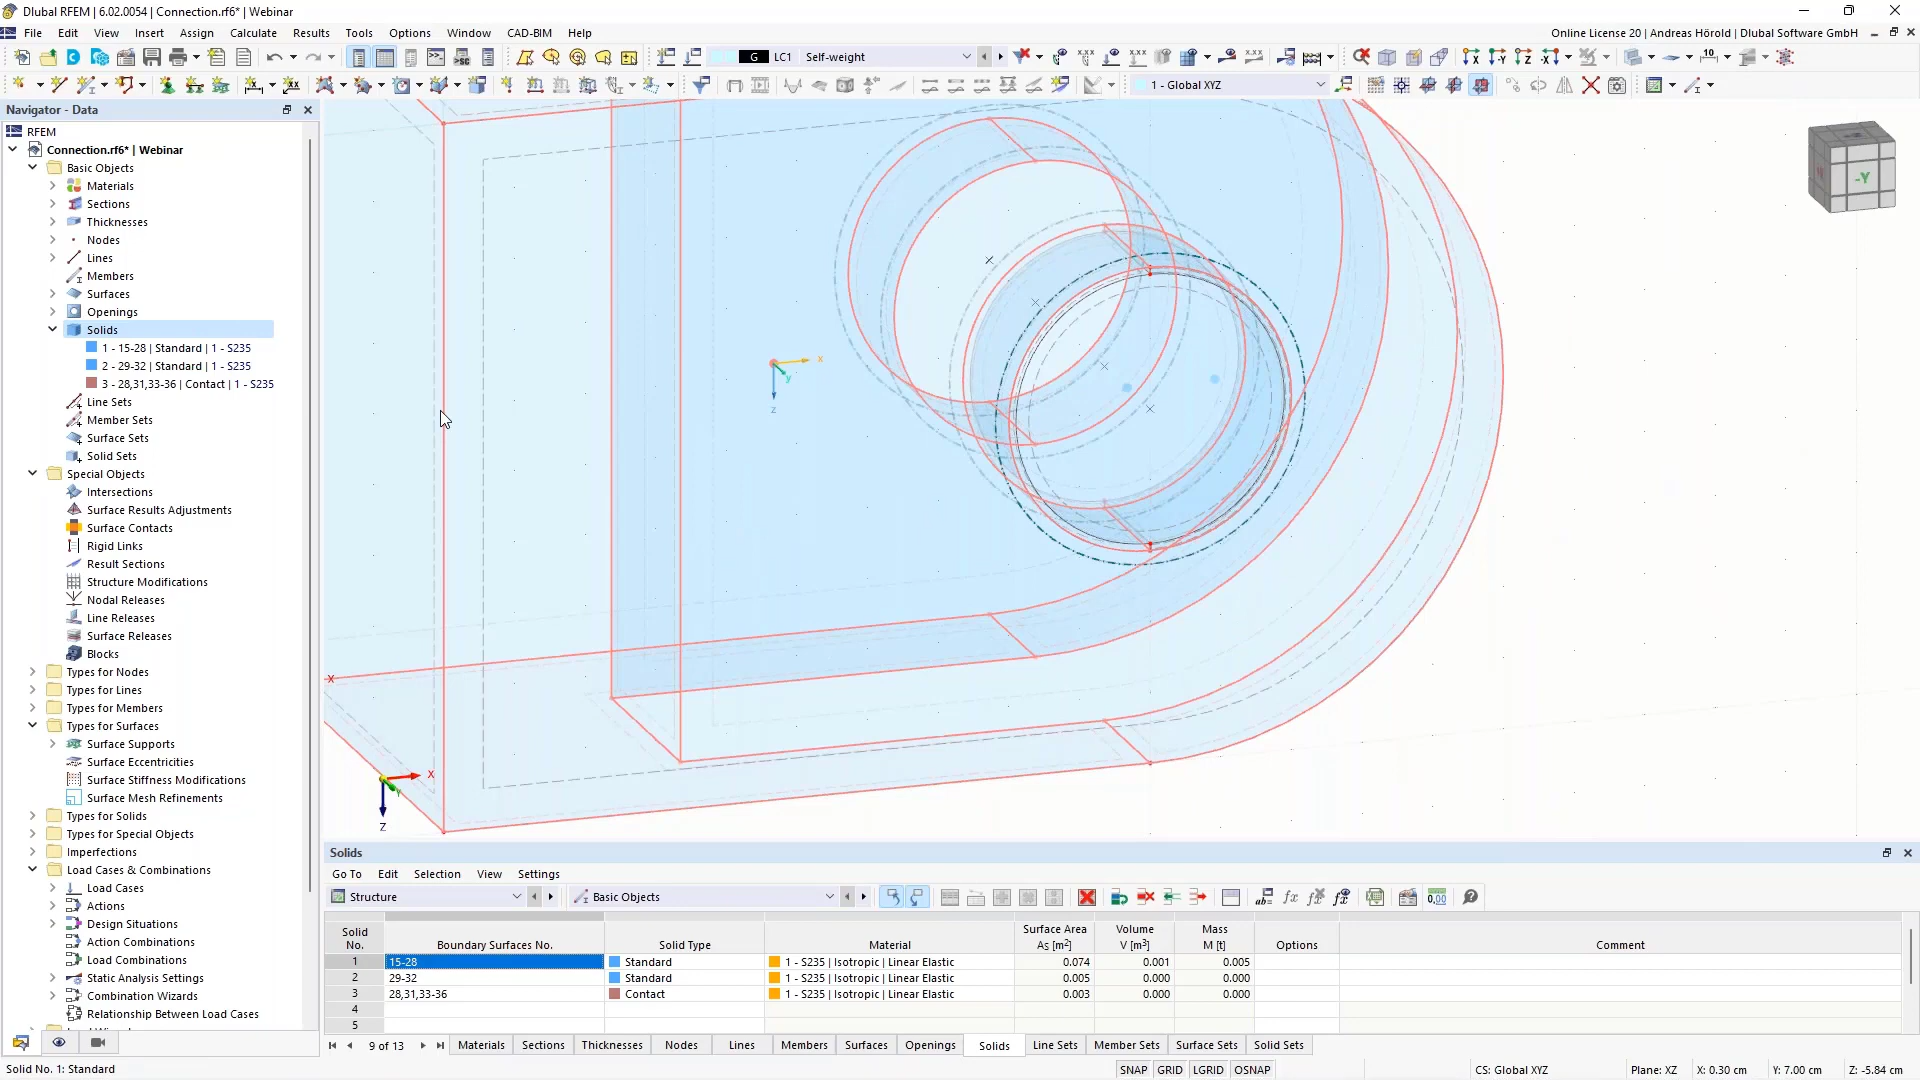 Dlubal RFEM | 6.02.0054 | Connection.rf6* | Webinar
File Edit View Insert Assign Calculate Results Tools Options Window CAD-BIM Help
Online License 20 | Andreas Hörold | Dlubal Software GmbH
G LC1 Self-weight
1 - Global XYZ
Navigator - Data
RFEM
Connection.rf6* | Webinar
Basic Objects
Materials
Sections
Thicknesses
Nodes
Lines
Members
Surfaces
Openings
Solids
1 - 15-28 | Standard | 1 - S235
2 - 29-32 | Standard | 1 - S235
3 - 28,31,33-36 | Contact | 1 - S235
Line Sets
Member Sets
Surface Sets
Solid Sets
Special Objects
Intersections
Surface Results Adjustments
Surface Contacts
Rigid Links
Result Sections
Structure Modifications
Nodal Releases
Line Releases
Surface Releases
Blocks
Types for Nodes
Types for Lines
Types for Members
Types for Surfaces
Surface Supports
Surface Eccentricities
Surface Stiffness Modifications
Surface Mesh Refinements
Types for Solids
Types for Special Objects
Imperfections
Load Cases & Combinations
Load Cases
Actions
Design Situations
Action Combinations
Load Combinations
Static Analysis Settings
Combination Wizards
Relationship Between Load Cases
-Y
x
y
z
X
X
Y
Z
Solids
Go To Edit Selection View Settings
Structure Basic Objects
Solid No. Boundary Surfaces No. Solid Type Material Surface Area As [m2] Volume V [m3] Mass M [t] Options Comment
1 15-28 Standard 1 - S235 | Isotropic | Linear Elastic 0.074 0.001 0.005
2 29-32 Standard 1 - S235 | Isotropic | Linear Elastic 0.005 0.000 0.000
3 28,31,33-36 Contact 1 - S235 | Isotropic | Linear Elastic 0.003 0.000 0.000
4
5
9 of 13 Materials Sections Thicknesses Nodes Lines Members Surfaces Openings Solids Line Sets Member Sets Surface Sets Solid Sets
Solid No. 1: Standard
SNAP GRID LGRID OSNAP CS: Global XYZ Plane: XZ X: 0.30 cm Y: 7.00 cm Z: -5.84 cm